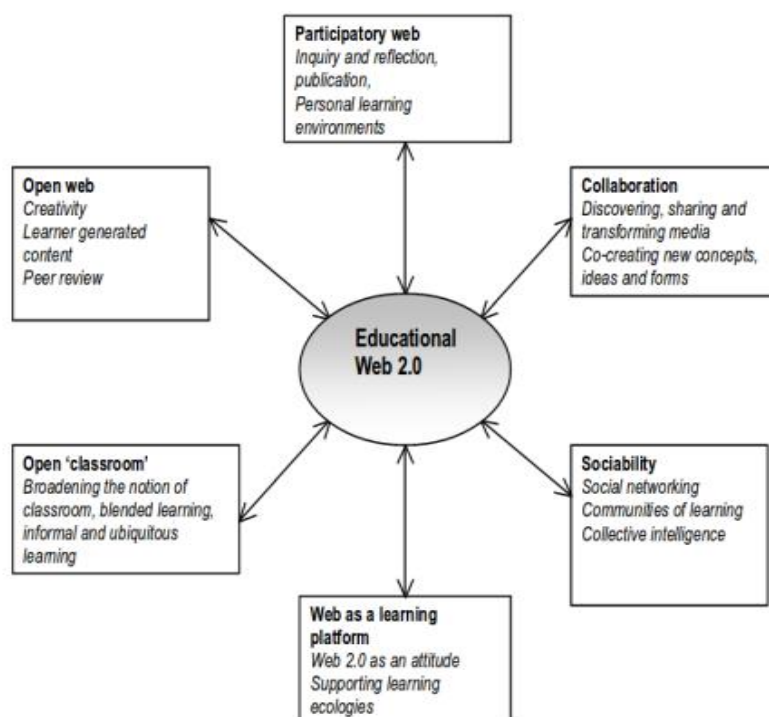 Participatory web
Inquiry and reflection,
publication,
Personal learning
environments
Open web
Creativity
Learner generated
content
Peer review
Collaboration
Discovering, sharing and
transforming media
Co-creating new concepts,
ideas and forms
Educational
Web 2.0
Open ‘classroom’
Broadening the notion of
classroom, blended learning,
informal and ubiquitous
learning
Sociability
Social networking
Communities of learning
Collective intelligence
Web as a learning
platform
Web 2.0 as an attitude
Supporting learning
ecologies